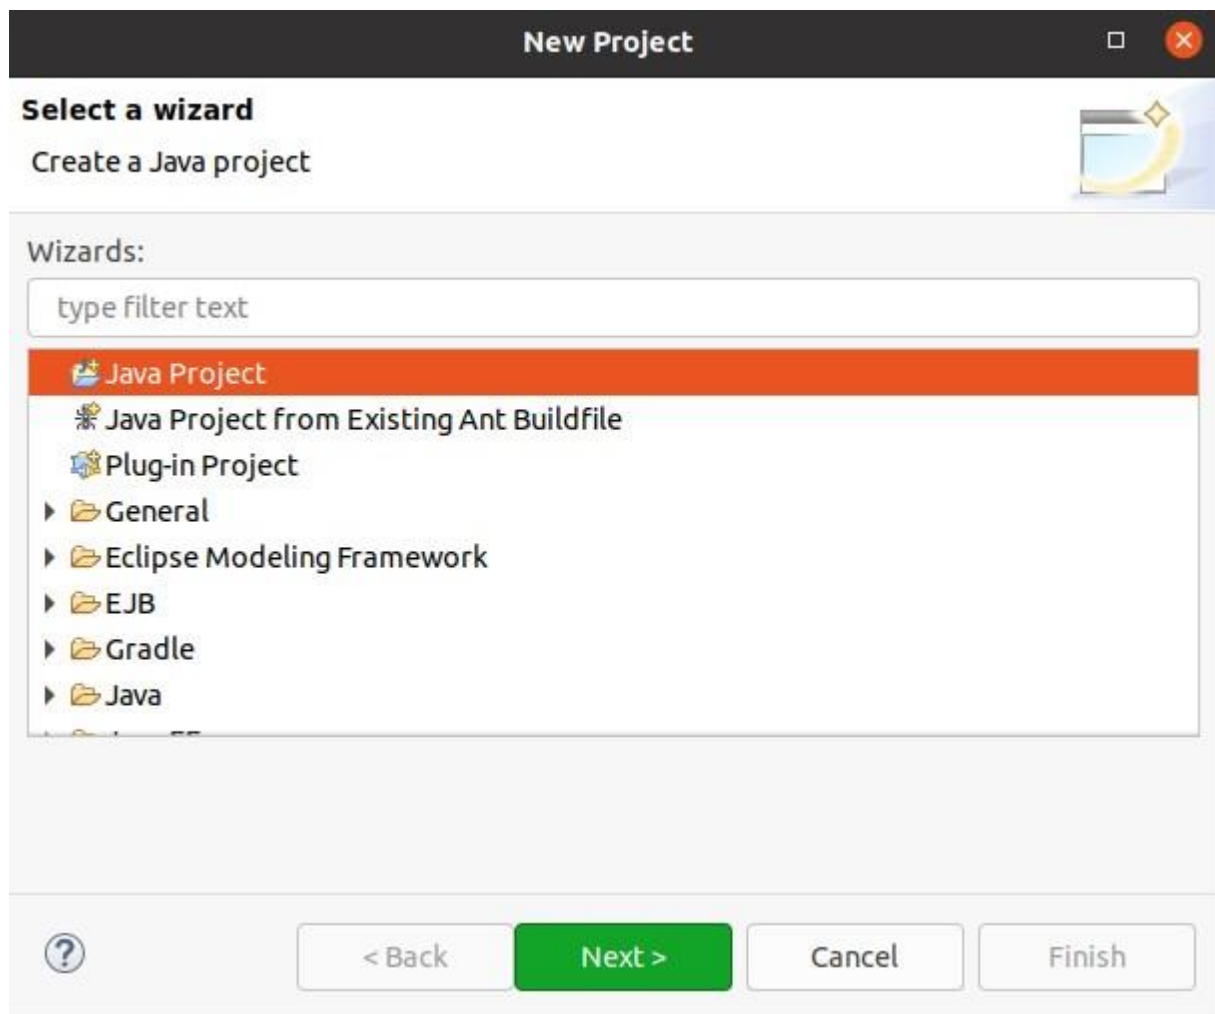 New Project
Select a wizard
Create a Java project
Wizards:
type filter text
Java Project
Java Project from Existing Ant Buildfile
Plug-in Project
General
Eclipse Modeling Framework
EJB
Gradle
Java
< Back Next > Cancel Finish